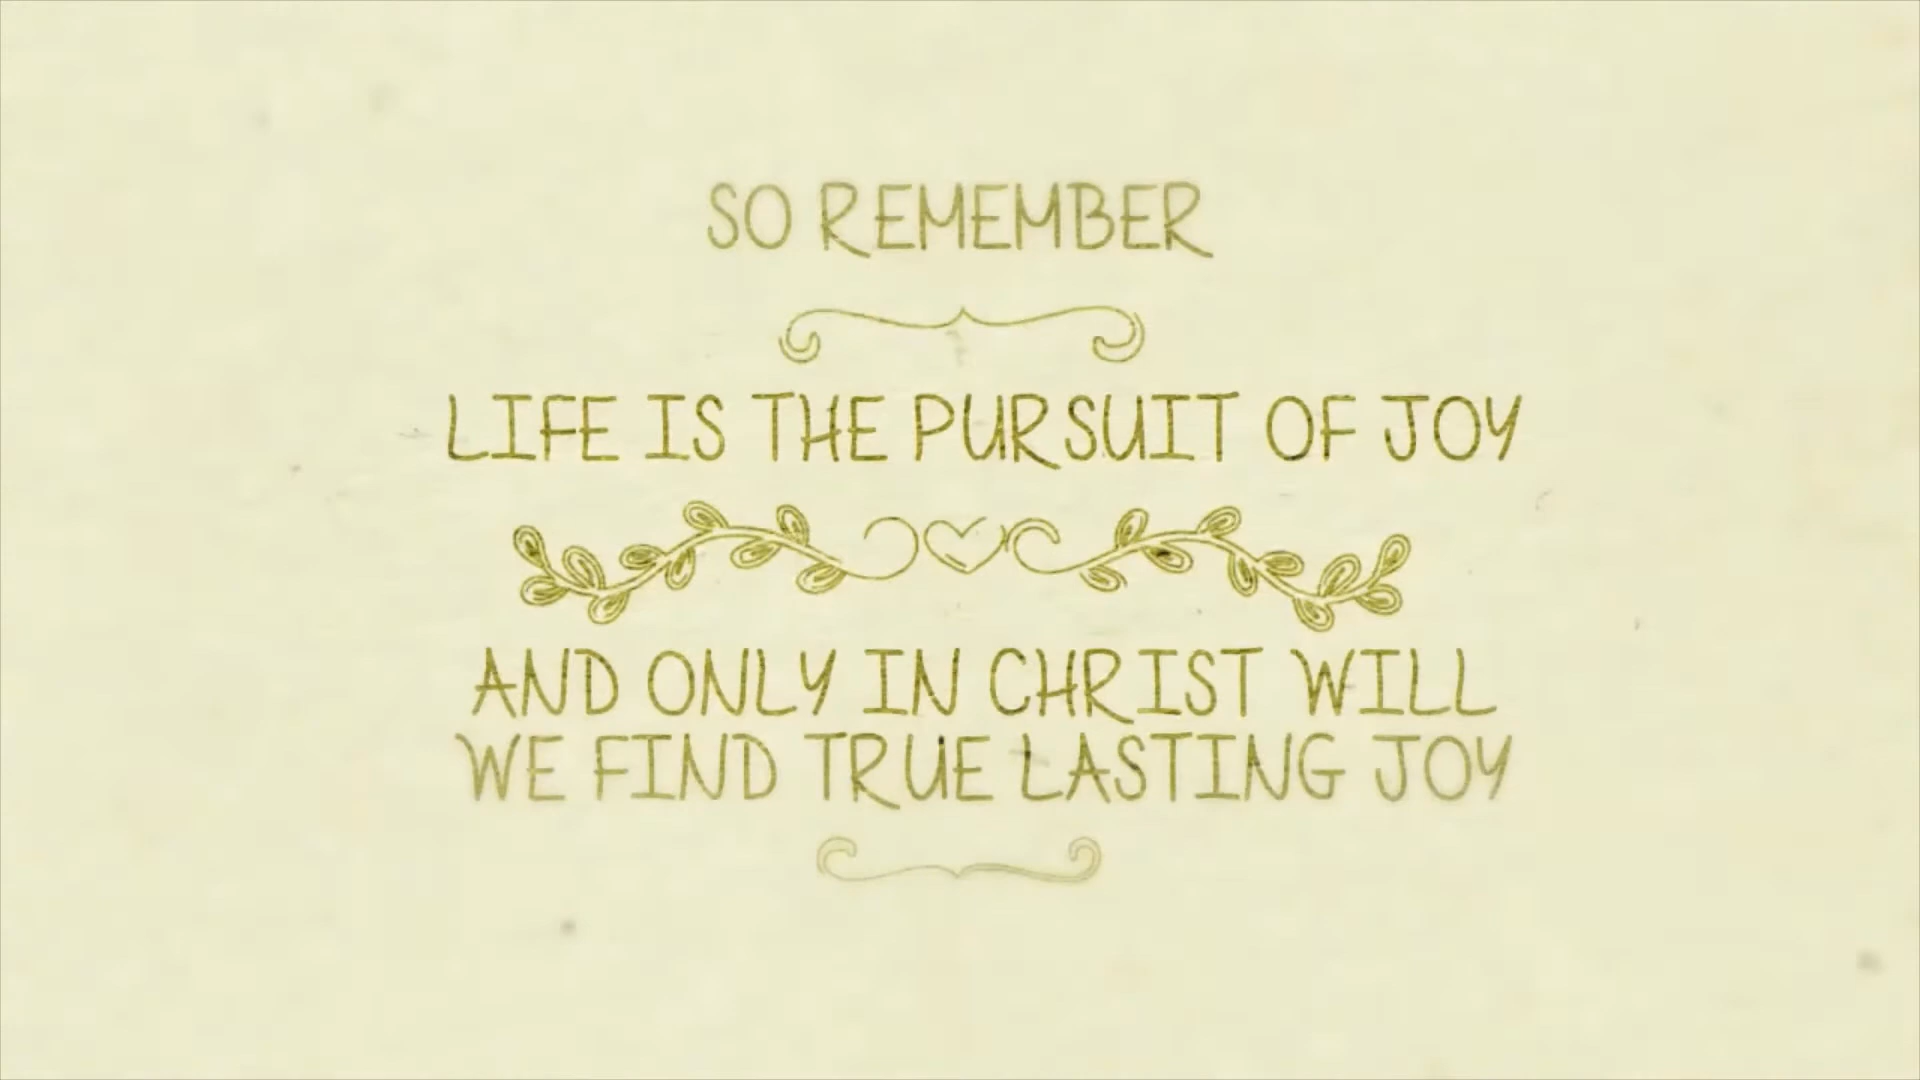 SO REMEMBER
LIFE IS THE PURSUIT OF JOY
AND ONLY IN CHRIST WILL
WE FIND TRUE LASTING JOY